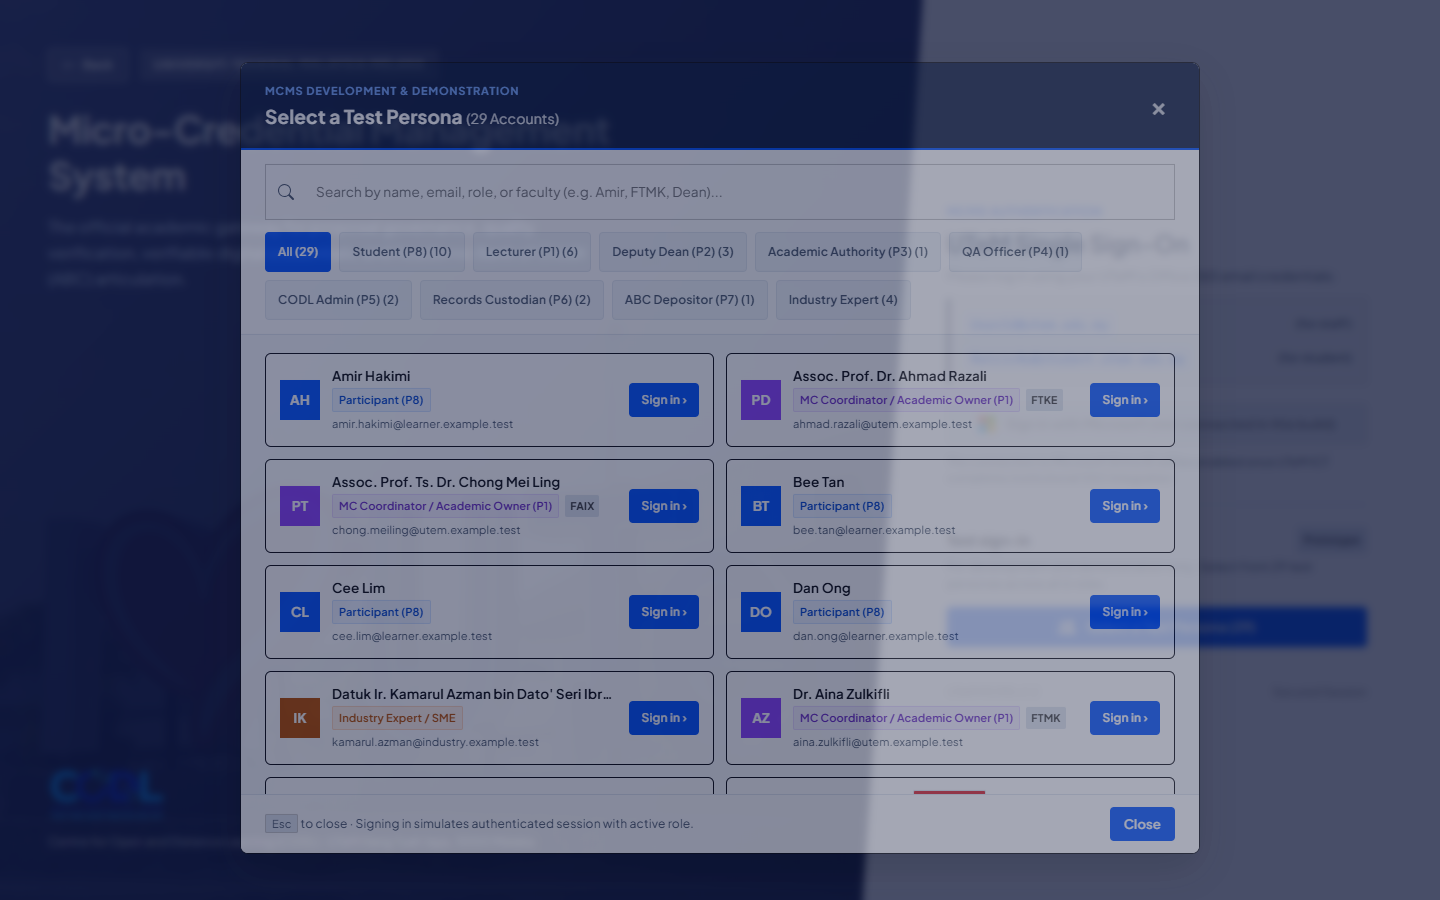 Back
Micro-Credential Management
System
MCMS DEVELOPMENT & DEMONSTRATION
Select a Test Persona (29 Accounts)
×
Search by name, email, role, or faculty (e.g. Amir, FTMK, Dean)...
All (29)
Student (P8) (10)
Lecturer (P1) (6)
Deputy Dean (P2) (3)
Academic Authority (P3) (1)
QA Officer (P4) (1)
CODL Admin (P5) (2)
Records Custodian (P6) (2)
ABC Depositor (P7) (1)
Industry Expert (4)
AH
Amir Hakimi
Participant (P8)
amir.hakimi@learner.example.test
Sign in ›
PD
Assoc. Prof. Dr. Ahmad Razali
MC Coordinator / Academic Owner (P1) FTKE
ahmad.razali@utem.example.test
Sign in ›
PT
Assoc. Prof. Ts. Dr. Chong Mei Ling
MC Coordinator / Academic Owner (P1) FAIX
chong.meiling@utem.example.test
Sign in ›
BT
Bee Tan
Participant (P8)
bee.tan@learner.example.test
Sign in ›
CL
Cee Lim
Participant (P8)
cee.lim@learner.example.test
Sign in ›
DO
Dan Ong
Participant (P8)
dan.ong@learner.example.test
Sign in ›
IK
Datuk Ir. Kamarul Azman bin Dato' Seri Ibr...
Industry Expert / SME
kamarul.azman@industry.example.test
Sign in ›
AZ
Dr. Aina Zulkifli
MC Coordinator / Academic Owner (P1) FTMK
aina.zulkifli@utem.example.test
Sign in ›
Esc to close · Signing in simulates authenticated session with active role.
Close
Sign-On
CODL